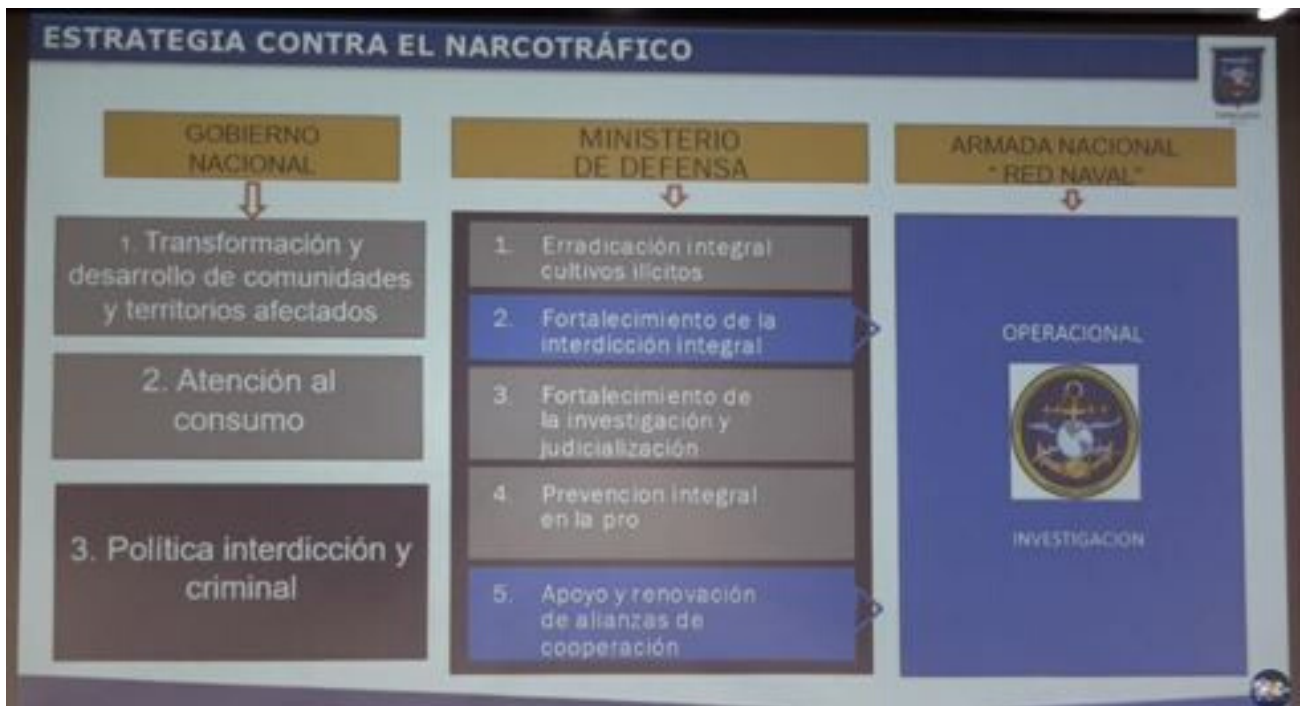 ESTRATEGIA CONTRA EL NARCOTRÁFICO
GOBIERNO
NACIONAL
1. Transformación y
desarrollo de comunidades
y territorios afectados
2. Atención al
consumo
3. Política interdicción y
criminal
MINISTERIO
DE DEFENSA
1. Erradicación integral
cultivos ilícitos
2. Fortalecimiento de la
interdicción integral
3. Fortalecimiento de
la investigación y
judicialización
4. Prevencion integral
en la pro
5. Apoyo y renovación
de alianzas de
cooperación
ARMADA NACIONAL
" RED NAVAL"
OPERACIONAL
INVESTIGACION